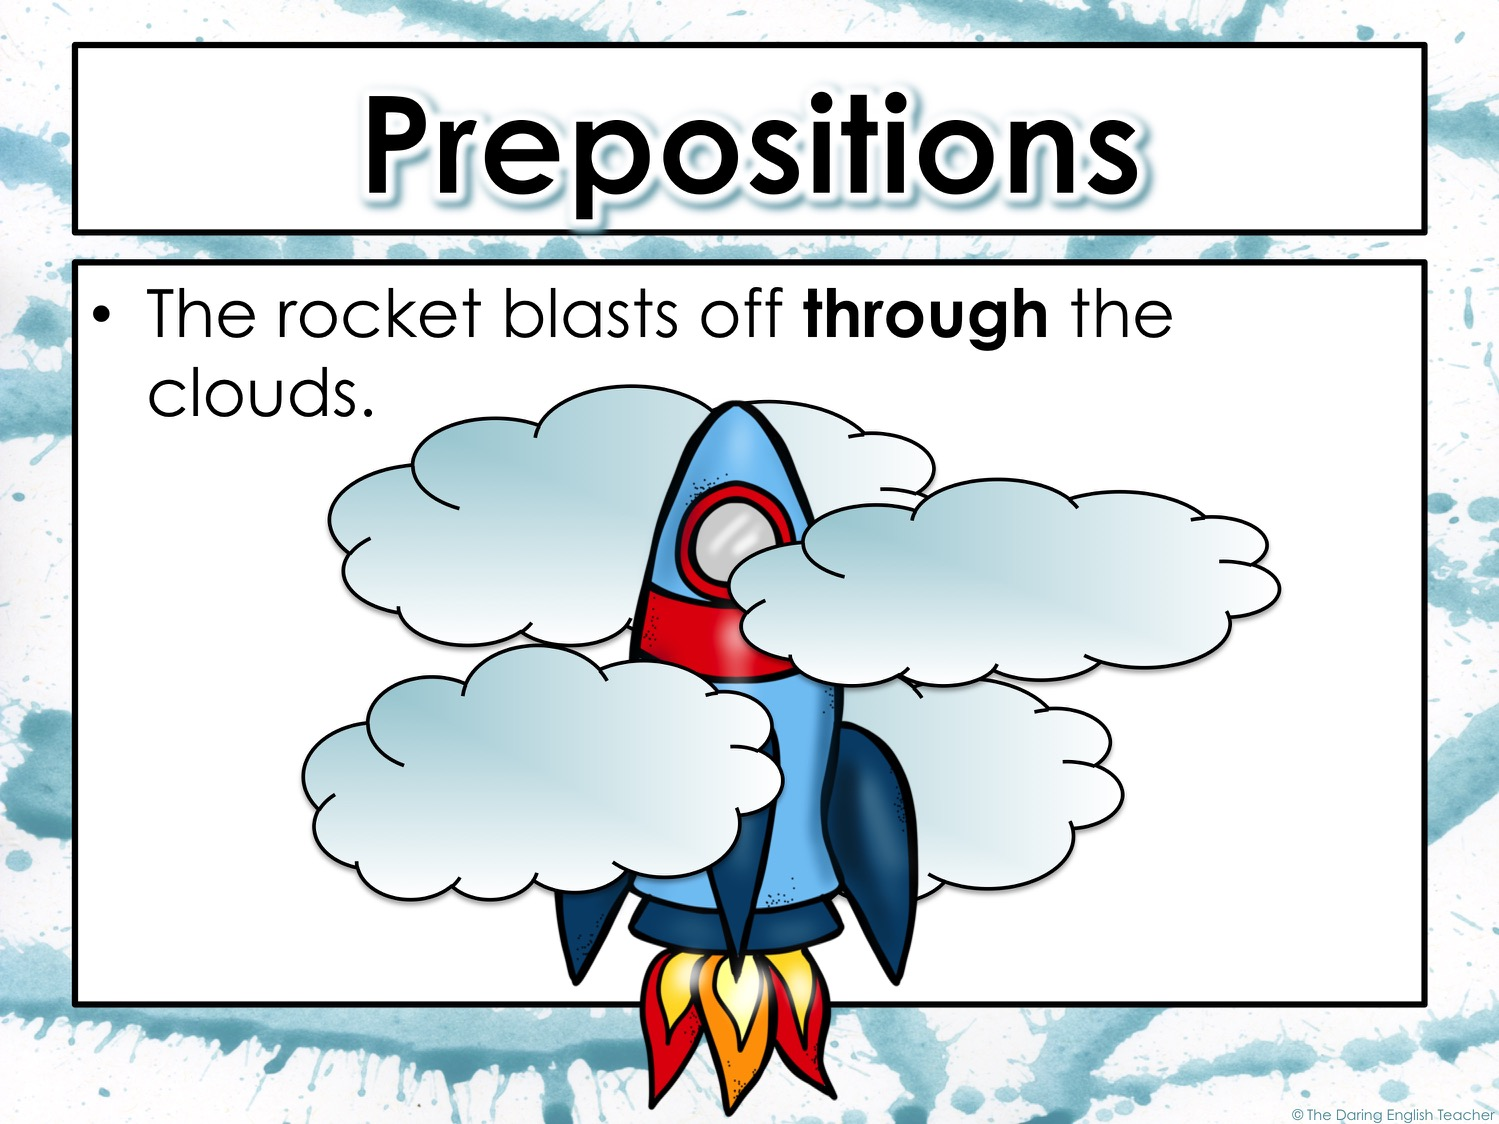 Prepositions
• The rocket blasts off through the
clouds.
© The Daring English Teacher